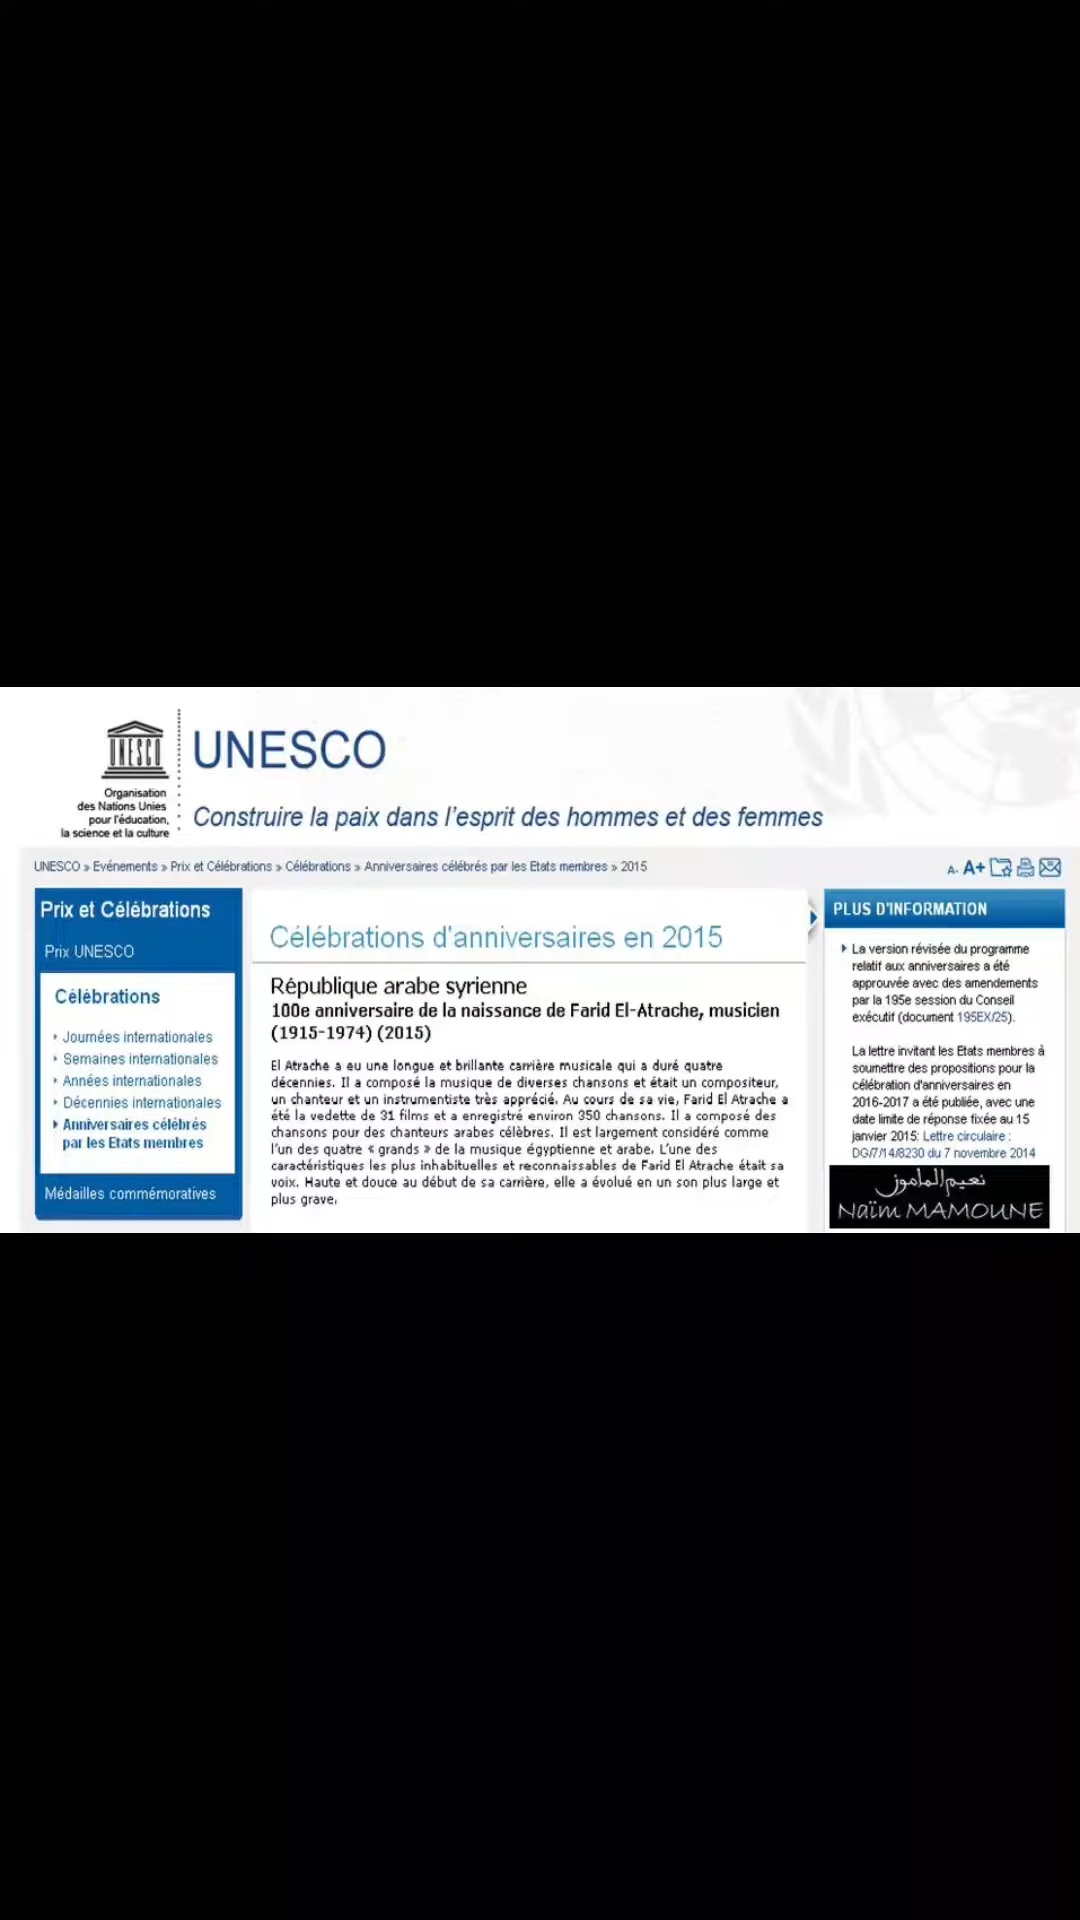 UNESCO
Organisation
des Nations Unies
pour l'éducation,
la science et la culture
UNESCO
Construire la paix dans l'esprit des hommes et des femmes
UNESCO » Evénements » Prix et Célébrations » Célébrations » Anniversaires célébrés par les Etats membres » 2015
A- A+
Prix et Célébrations
Prix UNESCO
Célébrations
Journées internationales
Semaines internationales
Années internationales
Décennies internationales
Anniversaires célébrés
par les Etats membres
Médailles commémoratives
Célébrations d'anniversaires en 2015
République arabe syrienne
100e anniversaire de la naissance de Farid El-Atrache, musicien
(1915-1974) (2015)
El Atrache a eu une longue et brillante carrière musicale qui a duré quatre
décennies. Il a composé la musique de diverses chansons et était un compositeur,
un chanteur et un instrumentiste très apprécié. Au cours de sa vie, Farid El Atrache a
été la vedette de 31 films et a enregistré environ 350 chansons. Il a composé des
chansons pour des chanteurs arabes célèbres. Il est largement considéré comme
l'un des quatre « grands » de la musique égyptienne et arabe. L'une des
caractéristiques les plus inhabituelles et reconnaissables de Farid El Atrache était sa
voix. Haute et douce au début de sa carrière, elle a évolué en un son plus large et
plus grave.
PLUS D'INFORMATION
La version révisée du programme
relatif aux anniversaires a été
approuvée avec des amendements
par la 195e session du Conseil
exécutif (document 195EX/25).
La lettre invitant les Etats membres à
soumettre des propositions pour la
célébration d'anniversaires en
2016-2017 a été publiée, avec une
date limite de réponse fixée au 15
janvier 2015: Lettre circulaire :
DG/7/14/8230 du 7 novembre 2014
نعيم المامون
Naïm MAMOUNE